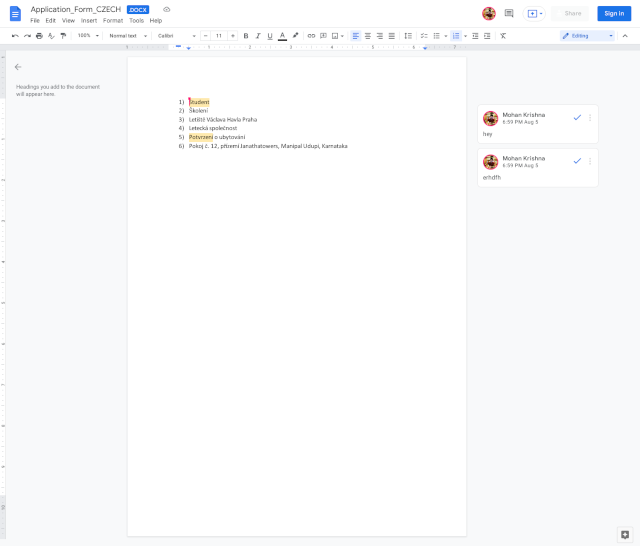 Application_Form_CZECH .DOCX
File Edit View Insert Format Tools Help
Share
Sign in
100% Normal text Calibri 11 B I U A Editing
Headings you add to the document
will appear here.
1) Student
2) Školení
3) Letiště Václava Havla Praha
4) Letecká společnost
5) Potvrzení o ubytování
6) Pokoj č. 12, přízemí Janathatowers, Manipal Udupi, Karnataka
Mohan Krishna
6:59 PM Aug 5
hey
Mohan Krishna
6:59 PM Aug 5
erhdfh